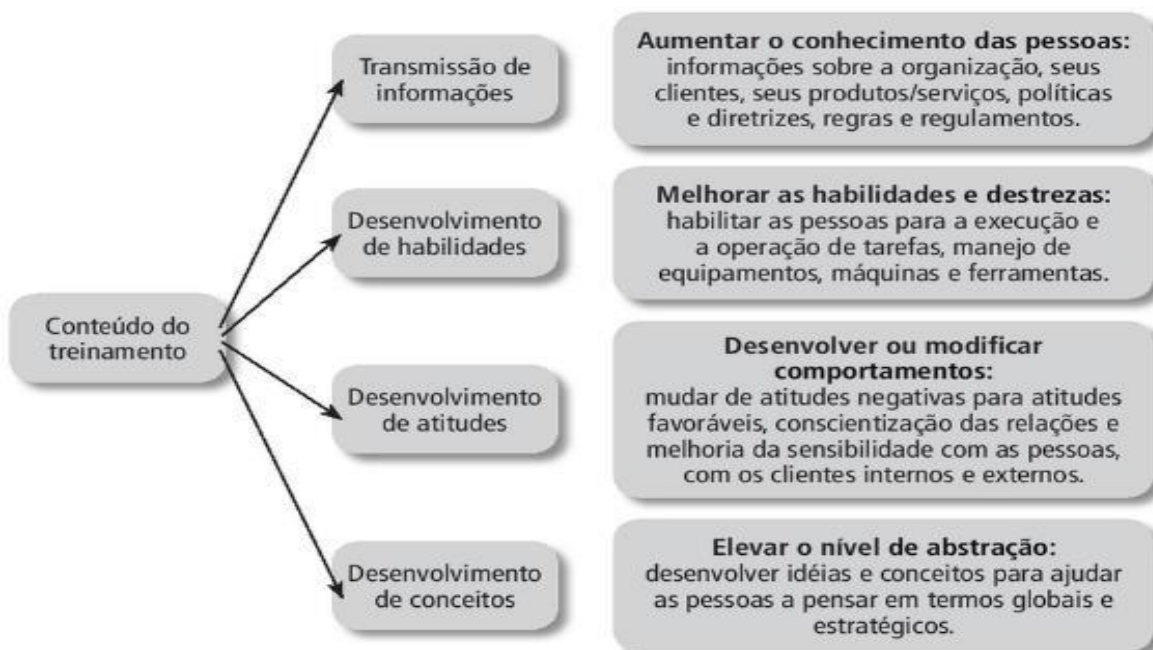 Transmissão de
informações
Aumentar o conhecimento das pessoas:
informações sobre a organização, seus
clientes, seus produtos/serviços, políticas
e diretrizes, regras e regulamentos.
Desenvolvimento
de habilidades
Melhorar as habilidades e destrezas:
habilitar as pessoas para a execução e
a operação de tarefas, manejo de
equipamentos, máquinas e ferramentas.
Conteúdo do
treinamento
Desenvolvimento
de atitudes
Desenvolver ou modificar
comportamentos:
mudar de atitudes negativas para atitudes
favoráveis, conscientização das relações e
melhoria da sensibilidade com as pessoas,
com os clientes internos e externos.
Desenvolvimento
de conceitos
Elevar o nível de abstração:
desenvolver idéias e conceitos para ajudar
as pessoas a pensar em termos globais e
estratégicos.